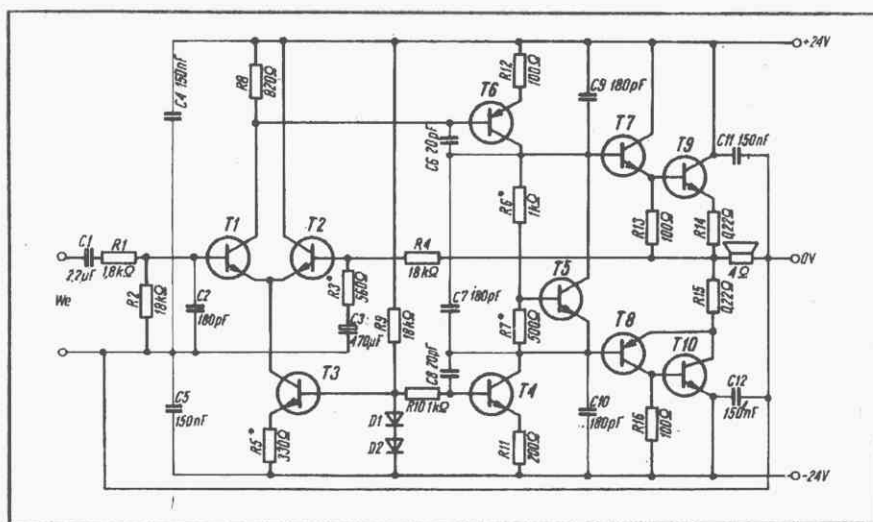 +24V
C4 150nF
R8
820Ω
R12
100Ω
C9 180pF
T6
T7
T9
C11 150nF
C6 20pF
R6*
1kΩ
R13
100Ω
R14
0,22Ω
T1
T2
R4
18kΩ
0V
4Ω
C1
2,2µF
R1
1,8kΩ
We
R2
18kΩ
C2
180pF
R3*
560Ω
C3
470µF
R9
18kΩ
C7 180pF
T5
R7*
500Ω
R15
0,22Ω
T8
T10
C12
150nF
T3
C8 20pF
R10 1kΩ
T4
C10
180pF
R16
100Ω
C5
150nF
R5*
330Ω
D1
D2
R11
200Ω
-24V